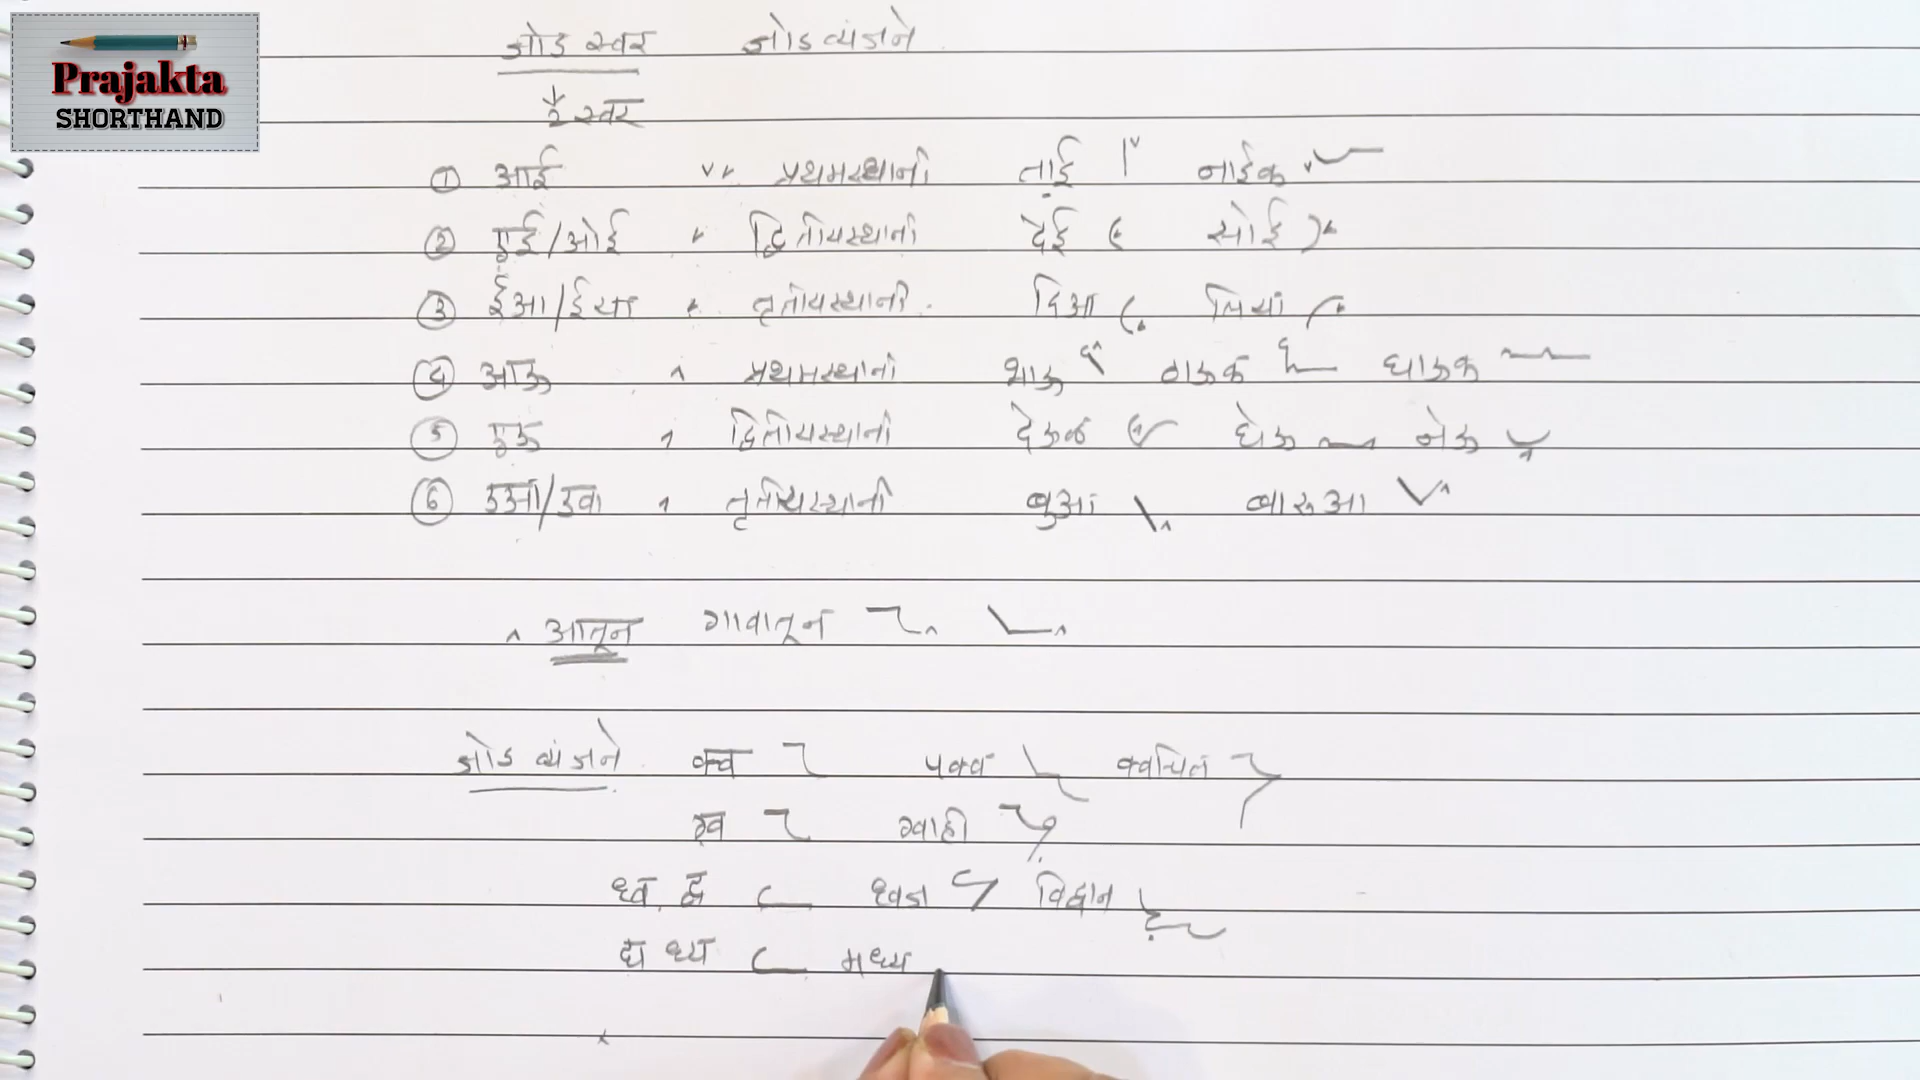 Prajakta
SHORTHAND
जोड स्वर जोड व्यंजने
स्वर
① आई प्रथमस्थानी ताई नाईक
② एई/ओई द्वितीयस्थानी देई सोई
③ ईआ/ईया तृतीयस्थानी दिआ लिया
④ आऊ प्रथमस्थानी भाऊ ठाऊक घाऊक
⑤ एऊ द्वितीयस्थानी देऊळ घेऊ नेऊ
⑥ उआ/उवा तृतीयस्थानी बुआ बारुआ
आतून गावातून
जोड व्यंजने क्व पक्व क्वचित
ग्व ग्वाही
ध्व द्व ध्वज विद्वान
द्य ध्य मध्य